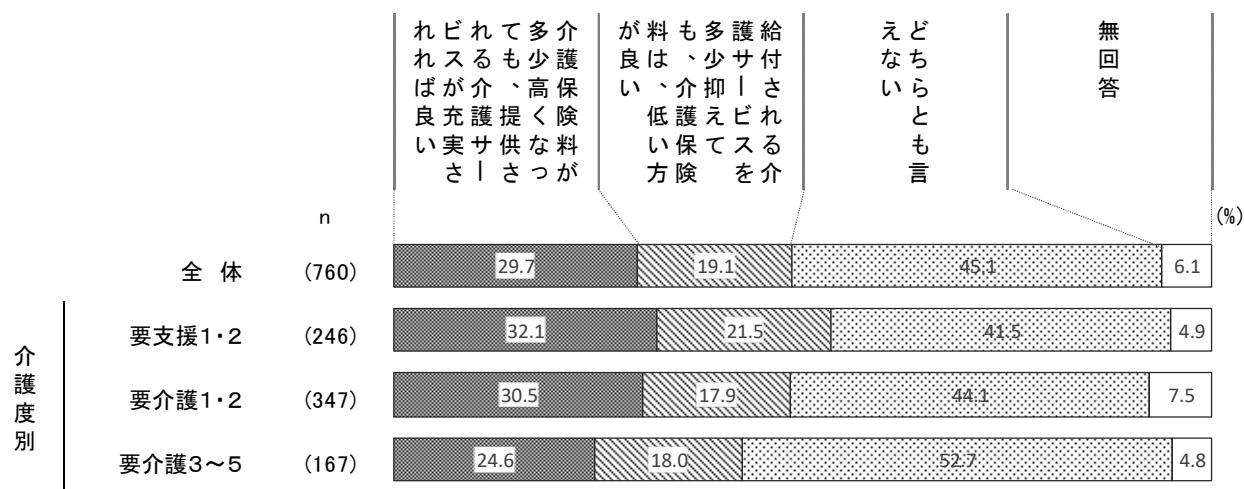 介護保険料が
多少高くなっ
ても、提供さ
れる介護サー
ビスが充実さ
れれば良い
給付される介
護サービスを
多少抑えて
も、介護保険
料は、低い方
が良い
どちらとも言
えない
無回答
n
(%)
全 体 (760) 29.7 19.1 45.1 6.1
介護度別
要支援1・2 (246) 32.1 21.5 41.5 4.9
要介護1・2 (347) 30.5 17.9 44.1 7.5
要介護3～5 (167) 24.6 18.0 52.7 4.8